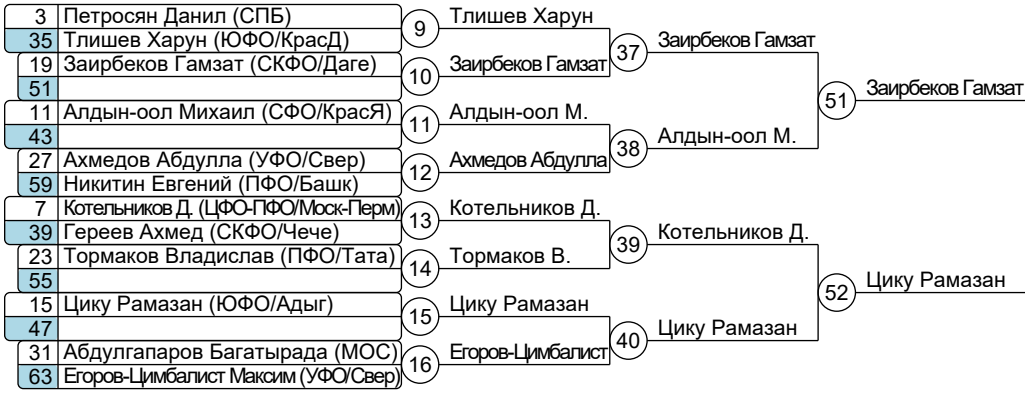 3 Петросян Данил (СПБ)
35 Тлишев Харун (ЮФО/КрасД)
19 Заирбеков Гамзат (СКФО/Даге)
51
11 Алдын-оол Михаил (СФО/КрасЯ)
43
27 Ахмедов Абдулла (УФО/Свер)
59 Никитин Евгений (ПФО/Башк)
7 Котельников Д. (ЦФО-ПФО/Моск-Перм)
39 Гереев Ахмед (СКФО/Чече)
23 Тормаков Владислав (ПФО/Тата)
55
15 Цику Рамазан (ЮФО/Адыг)
47
31 Абдулгапаров Багатырада (МОС)
63 Егоров-Цимбалист Максим (УФО/Свер)
9 Тлишев Харун
10 Заирбеков Гамзат
11 Алдын-оол М.
12 Ахмедов Абдулла
13 Котельников Д.
14 Тормаков В.
15 Цику Рамазан
16 Егоров-Цимбалист
37 Заирбеков Гамзат
38 Алдын-оол М.
39 Котельников Д.
40 Цику Рамазан
51 Заирбеков Гамзат
52 Цику Рамазан